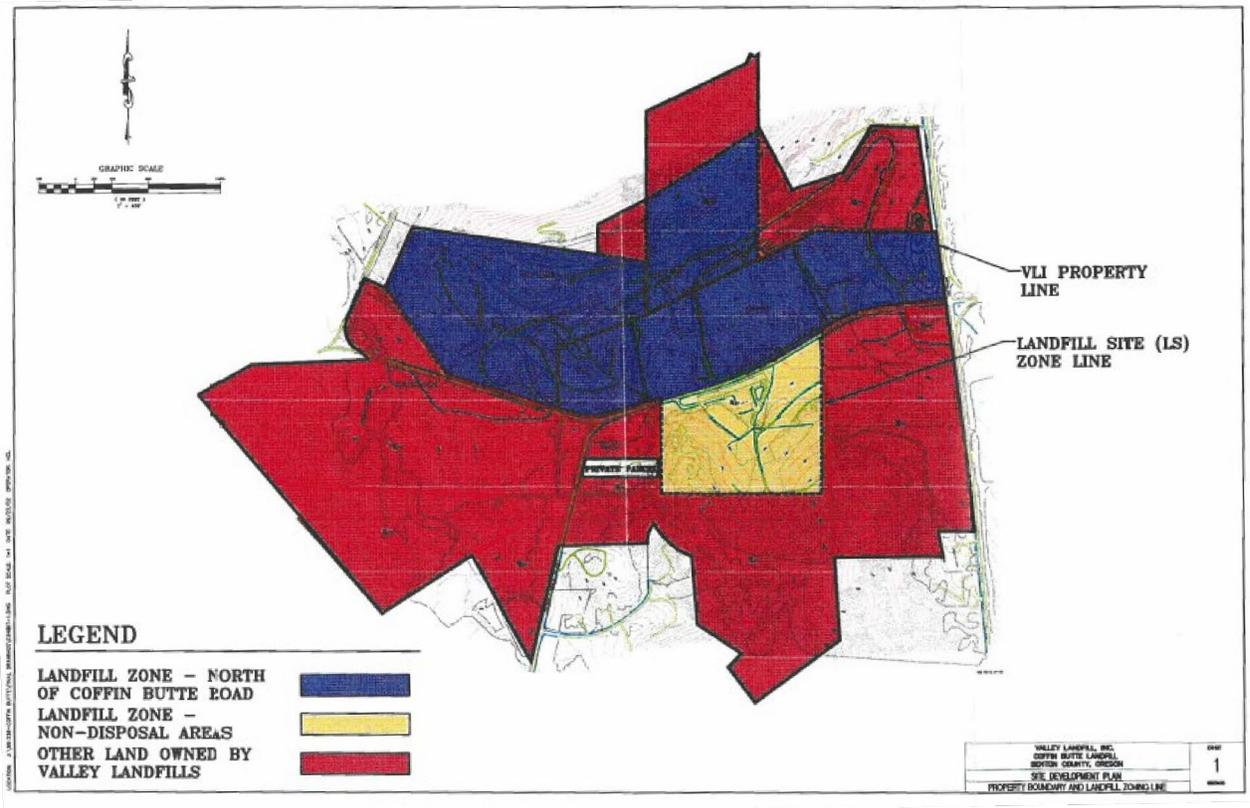 GRAPHIC SCALE
( IN FEET )
VLI PROPERTY
LINE
LANDFILL SITE (LS)
ZONE LINE
PRIVATE PARCEL
LEGEND
LANDFILL ZONE – NORTH
OF COFFIN BUTTE ROAD
LANDFILL ZONE –
NON-DISPOSAL AREAS
OTHER LAND OWNED BY
VALLEY LANDFILLS
VALLEY LANDFILL, INC.
COFFIN BUTTE LANDFILL
BENTON COUNTY, OREGON
SITE DEVELOPMENT PLAN
PROPERTY BOUNDARY AND LANDFILL ZONING LINE
1